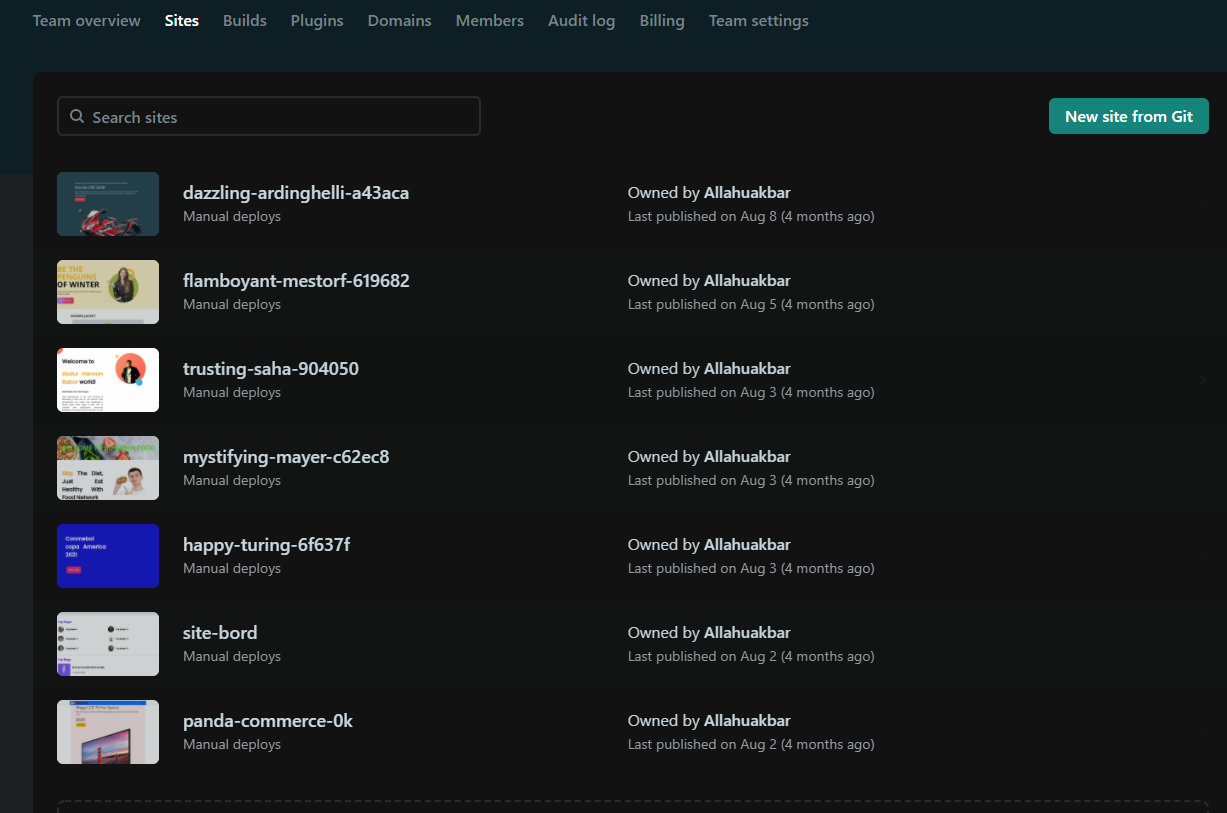 Team overview Sites Builds Plugins Domains Members Audit log Billing Team settings
Search sites
New site from Git
dazzling-ardinghelli-a43aca
Manual deploys
Owned by Allahuakbar
Last published on Aug 8 (4 months ago)
BE THE
PENGUINS
OF WINTER
flamboyant-mestorf-619682
Manual deploys
Owned by Allahuakbar
Last published on Aug 5 (4 months ago)
Welcome to
Abdul Hannan
Babor world!
trusting-saha-904050
Manual deploys
Owned by Allahuakbar
Last published on Aug 3 (4 months ago)
Skip The Diet,
Just Eat
Healthy With
Food Network
mystifying-mayer-c62ec8
Manual deploys
Owned by Allahuakbar
Last published on Aug 3 (4 months ago)
Conmebol
copa America
2021
happy-turing-6f637f
Manual deploys
Owned by Allahuakbar
Last published on Aug 3 (4 months ago)
site-bord
Manual deploys
Owned by Allahuakbar
Last published on Aug 2 (4 months ago)
panda-commerce-0k
Manual deploys
Owned by Allahuakbar
Last published on Aug 2 (4 months ago)